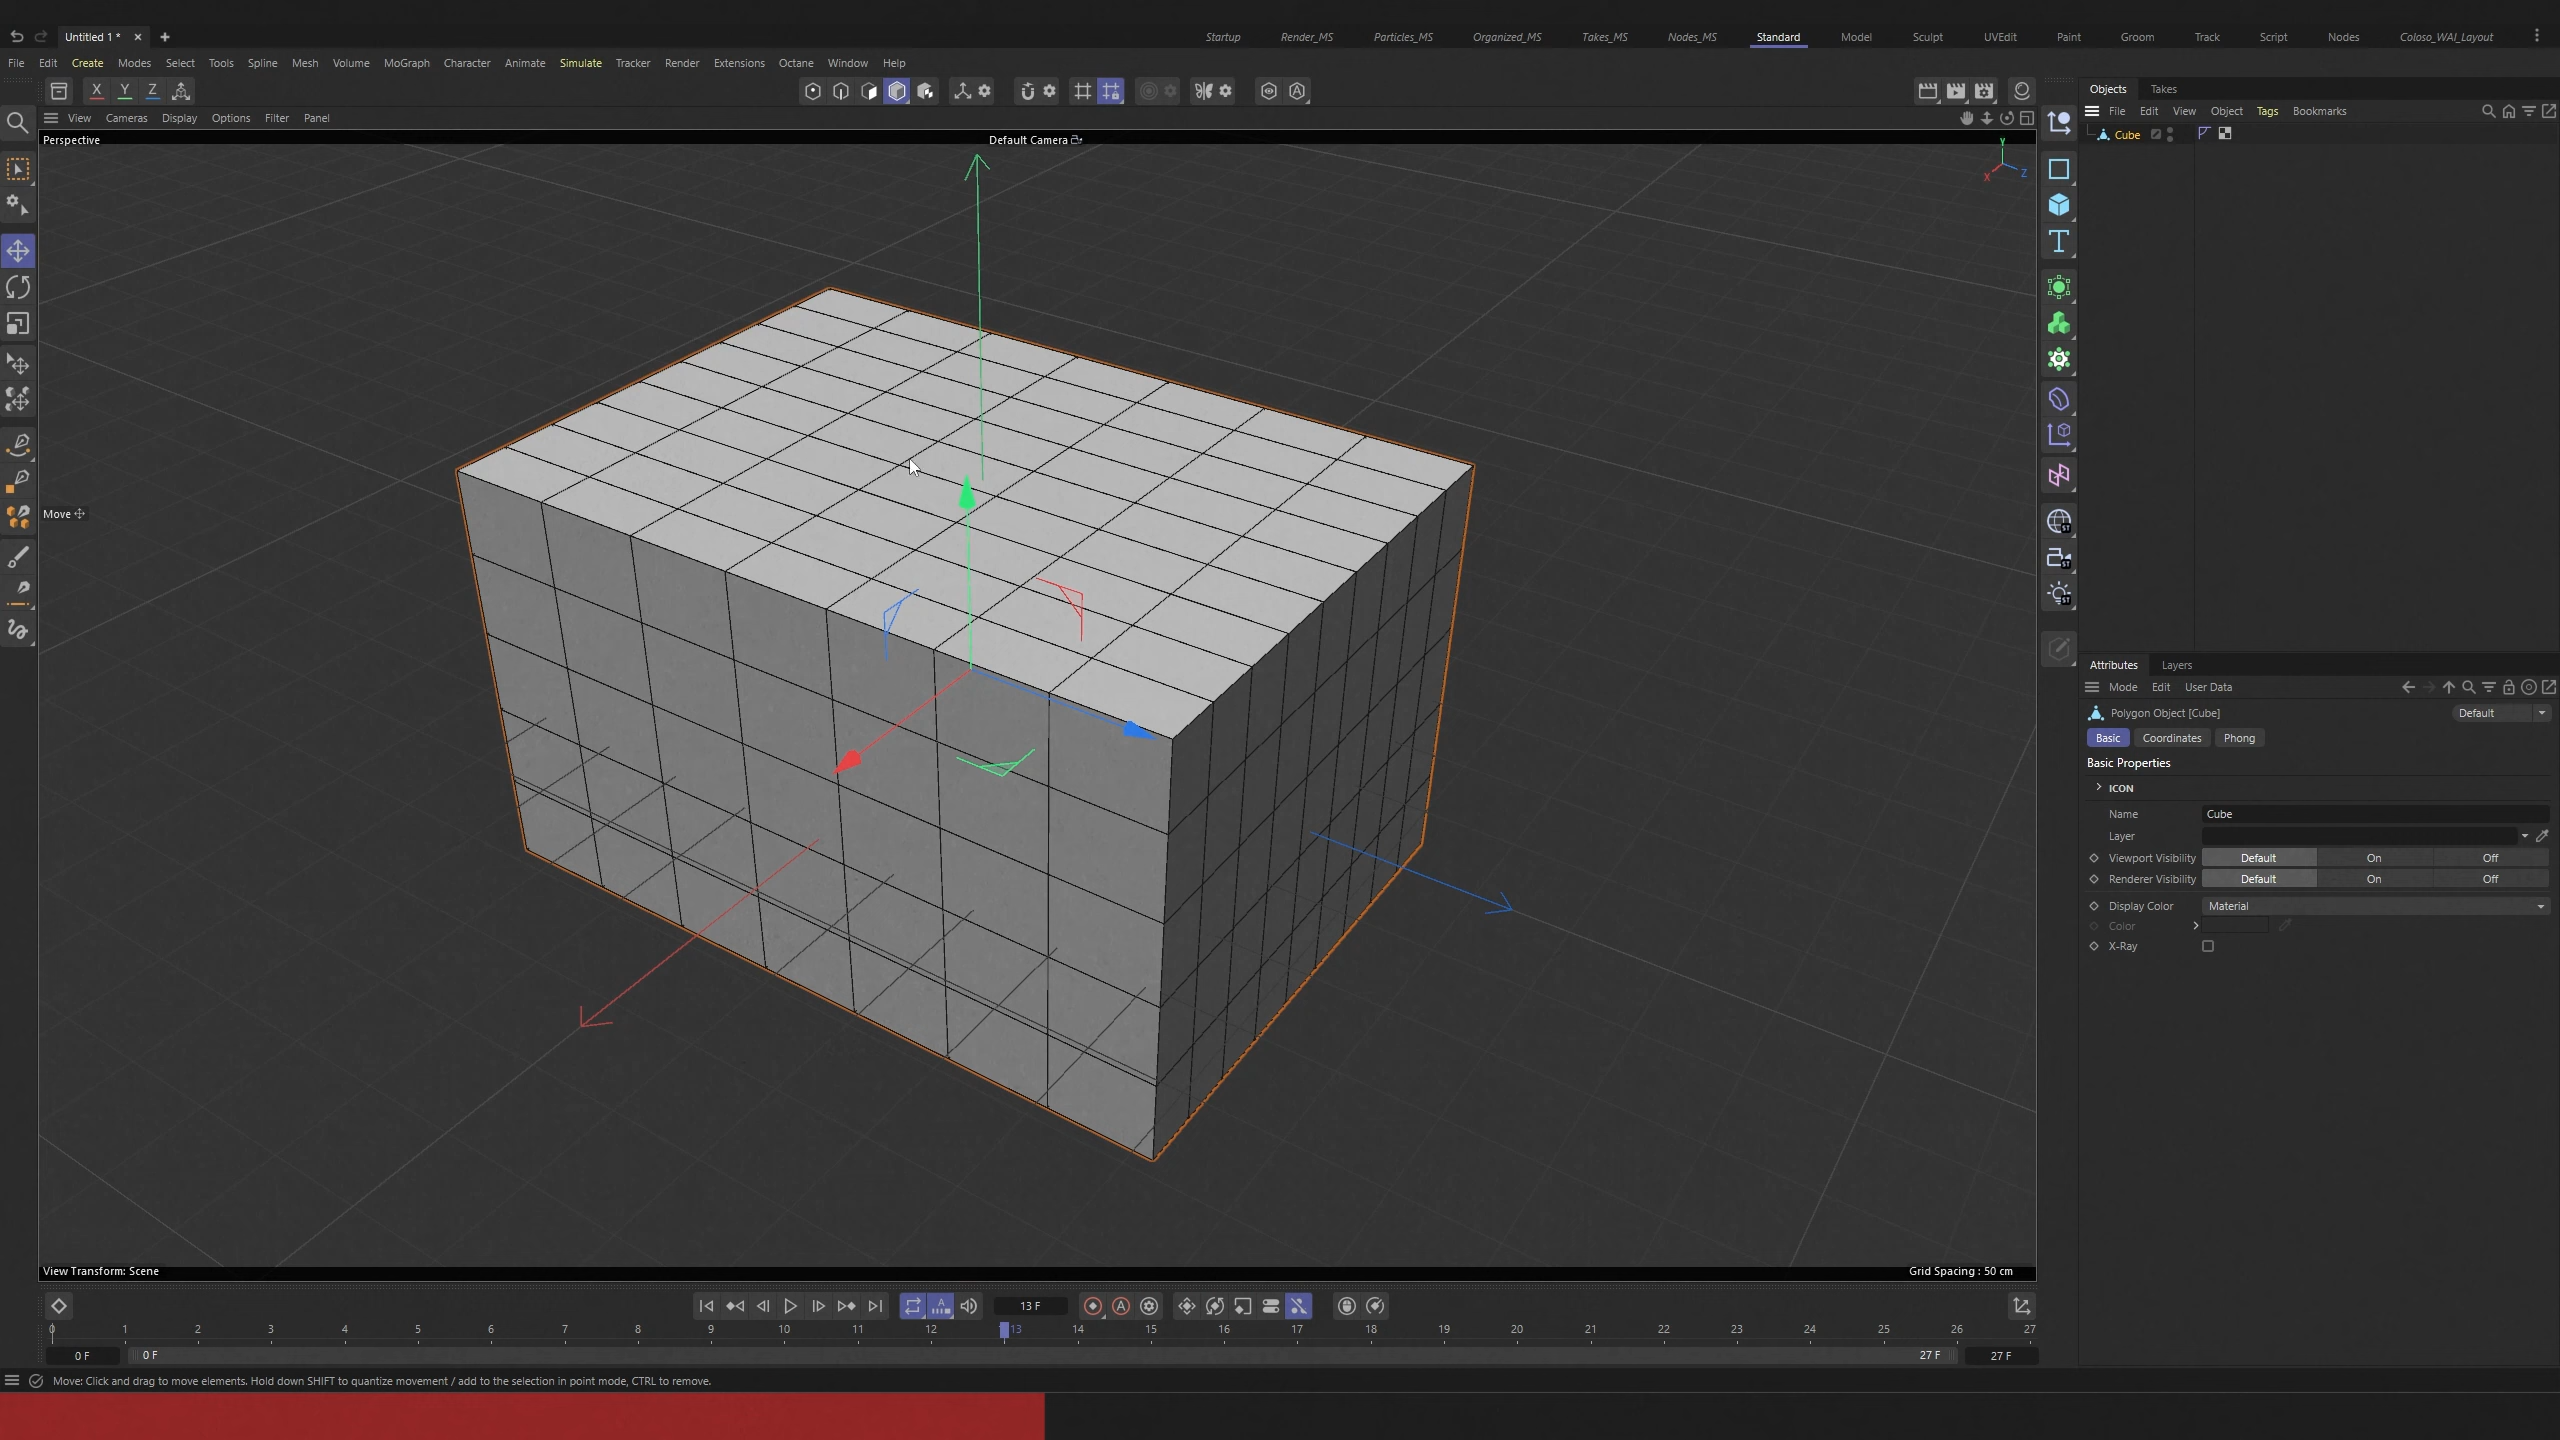 Untitled 1 *
Startup Render_MS Particles_MS Organized_MS Takes_MS Nodes_MS Standard Model Sculpt UVEdit Paint Groom Track Script Nodes Coloso_WAI_Layout
File Edit Create Modes Select Tools Spline Mesh Volume MoGraph Character Animate Simulate Tracker Render Extensions Octane Window Help
X Y Z
View Cameras Display Options Filter Panel
Perspective
Default Camera
Y
X
Z
Move
View Transform: Scene
Grid Spacing : 50 cm
Objects Takes
File Edit View Object Tags Bookmarks
Cube
T
ST
ST
ST
Attributes Layers
Mode Edit User Data
Polygon Object [Cube]
Default
Basic Coordinates Phong
Basic Properties
ICON
Name Cube
Layer
Viewport Visibility Default On Off
Renderer Visibility Default On Off
Display Color Material
Color
X-Ray
13 F
0 1 2 3 4 5 6 7 8 9 10 11 12 13 14 15 16 17 18 19 20 21 22 23 24 25 26 27
0 F 0 F 27 F 27 F
Move: Click and drag to move elements. Hold down SHIFT to quantize movement / add to the selection in point mode, CTRL to remove.